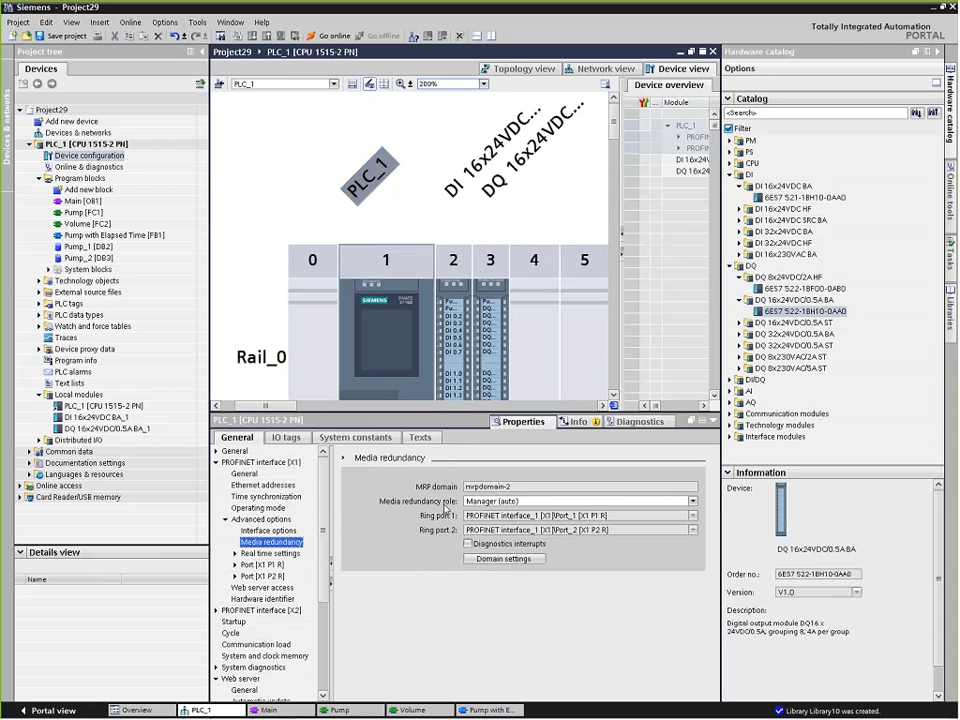 Siemens - Project29
Project Edit View Insert Online Options Tools Window Help
Totally Integrated Automation
PORTAL
Save project
Go online
Go offline
Project tree
Project29 PLC_1 [CPU 1515-2 PN]
Hardware catalog
Devices
Topology view
Network view
Device view
Options
PLC_1
200%
Device overview
Module
Catalog
<Search>
Filter
Project29
Add new device
Devices & networks
PLC_1 [CPU 1515-2 PN]
Device configuration
Online & diagnostics
Program blocks
Add new block
Main [OB1]
Pump [FC1]
Volume [FC2]
Pump with Elapsed Time [FB1]
Pump_1 [DB2]
Pump_2 [DB3]
System blocks
Technology objects
External source files
PLC tags
PLC data types
Watch and force tables
Traces
Device proxy data
Program info
PLC alarms
Text lists
Local modules
PLC_1 [CPU 1515-2 PN]
DI 16x24VDC BA_1
DQ 16x24VDC/0.5A BA_1
Distributed I/O
Common data
Documentation settings
Languages & resources
Online access
Card Reader/USB memory
PLC_1
DI 16x24VDC...
DQ 16x24VDC...
0 1 2 3 4 5
SIEMENS
Rail_0
PLC_1
PROFIN
PROFIN
DI 16x24V
DQ 16x24
PM
PS
CPU
DI
DI 16x24VDC BA
6ES7 521-1BH10-0AA0
DI 16x24VDC HF
DI 16x24VDC SRC BA
DI 32x24VDC BA
DI 32x24VDC HF
DI 16x230VAC BA
DQ
DQ 8x24VDC/2A HF
6ES7 522-1BF00-0AB0
DQ 16x24VDC/0.5A BA
6ES7 522-1BH10-0AA0
DQ 16x24VDC/0.5A ST
DQ 32x24VDC/0.5A BA
DQ 32x24VDC/0.5A ST
DQ 8x230VAC/2A ST
DQ 8x230VAC/5A ST
DI/DQ
AI
AQ
Communication modules
Technology modules
Interface modules
Devices & networks
Hardware catalog
Online tools
Tasks
Libraries
PLC_1 [CPU 1515-2 PN]
Properties
Info
Diagnostics
General
IO tags
System constants
Texts
General
PROFINET interface [X1]
General
Ethernet addresses
Time synchronization
Operating mode
Advanced options
Interface options
Media redundancy
Real time settings
Port [X1 P1 R]
Port [X1 P2 R]
Web server access
Hardware identifier
PROFINET interface [X2]
Startup
Cycle
Communication load
System and clock memory
System diagnostics
Web server
General
Media redundancy
MRP domain mrpdomain-2
Media redundancy role: Manager (auto)
Ring port 1: PROFINET interface_1 [X1]\Port_1 [X1 P1 R]
Ring port 2: PROFINET interface_1 [X1]\Port_2 [X1 P2 R]
Diagnostics interrupts
Domain settings
Information
Device:
DQ 16x24VDC/0.5A BA
Order no.: 6ES7 522-1BH10-0AA0
Version: V1.0
Description:
Digital output module DQ16 x
24VDC/0.5A; grouping 8; 4A per group
Details view
Name
Portal view
Overview
PLC_1
Main
Pump
Volume
Pump with E...
Library Library10 was created.